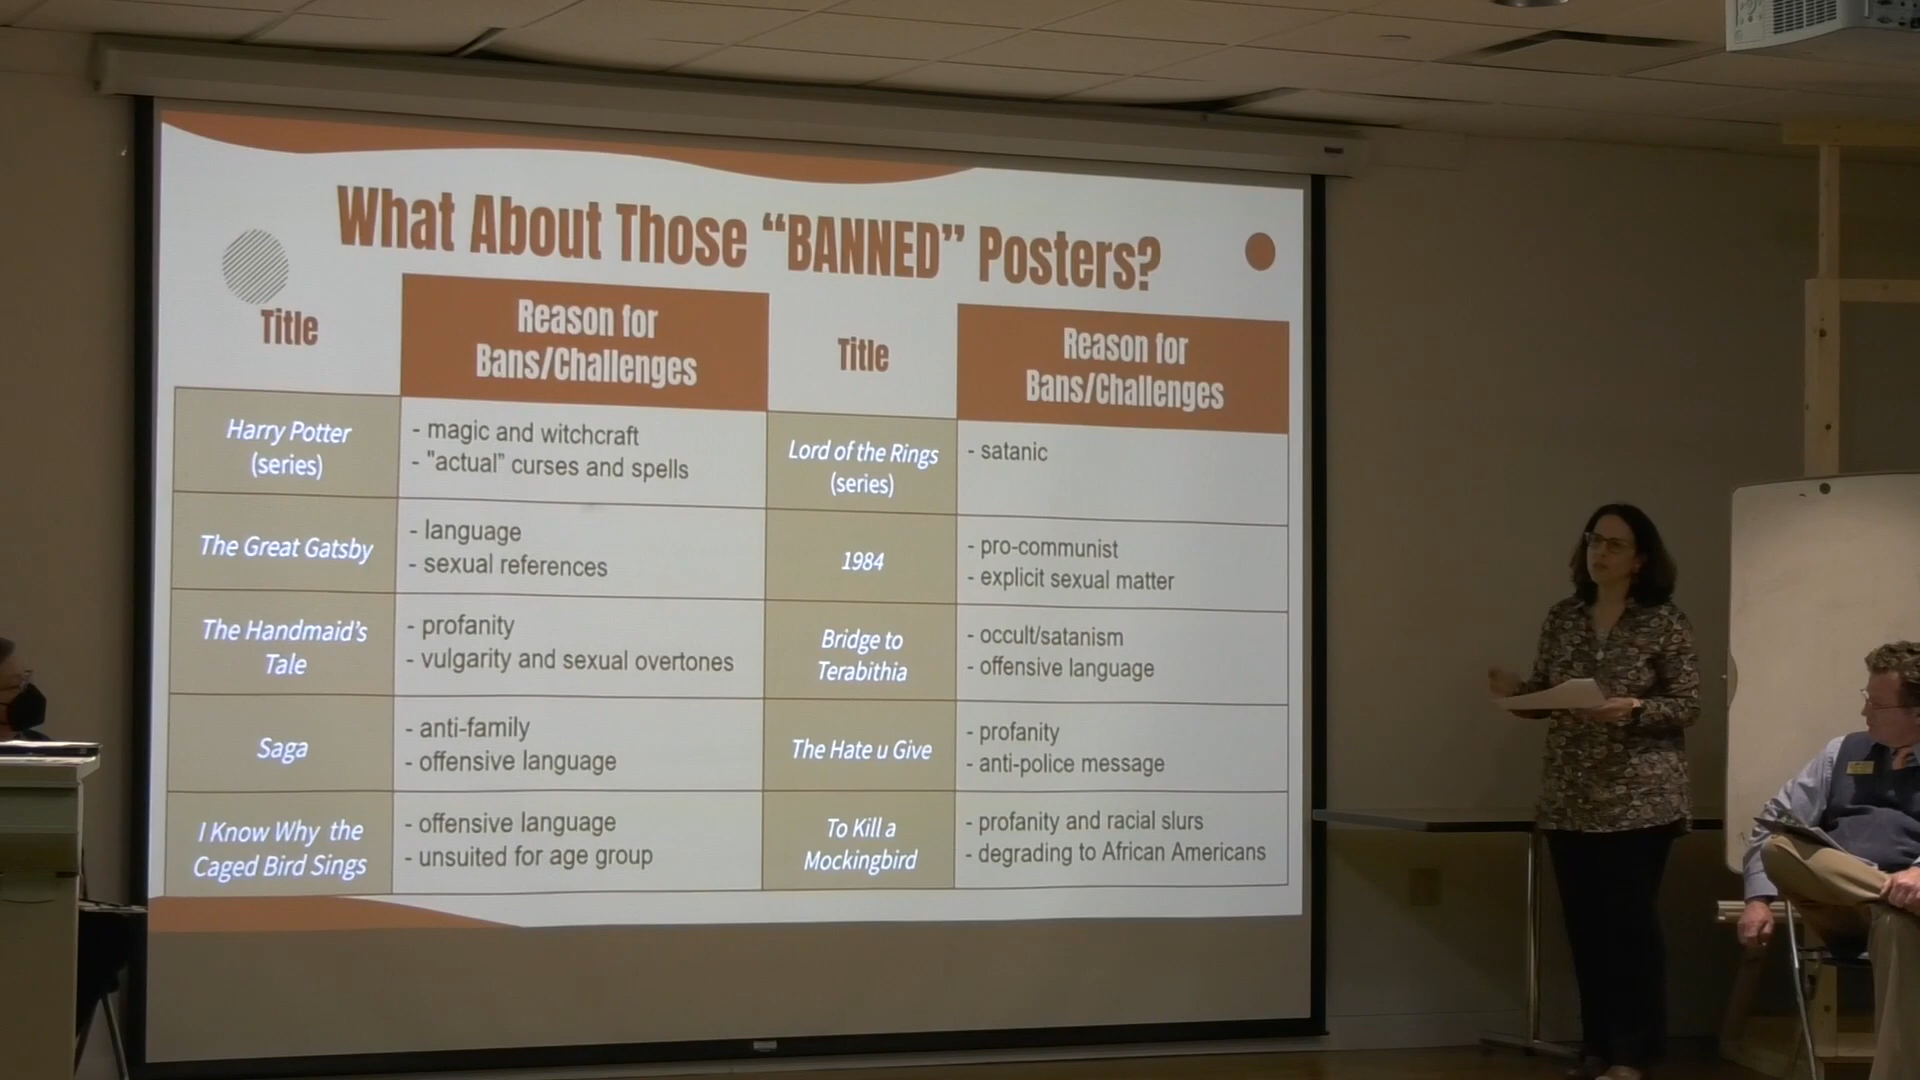 What About Those “BANNED” Posters?
Title
Reason for
Bans/Challenges
Title
Reason for
Bans/Challenges
Harry Potter
(series)
- magic and witchcraft
- "actual” curses and spells
Lord of the Rings
(series)
- satanic
The Great Gatsby
- language
- sexual references
1984
- pro-communist
- explicit sexual matter
The Handmaid’s
Tale
- profanity
- vulgarity and sexual overtones
Bridge to
Terabithia
- occult/satanism
- offensive language
Saga
- anti-family
- offensive language
The Hate u Give
- profanity
- anti-police message
I Know Why the
Caged Bird Sings
- offensive language
- unsuited for age group
To Kill a
Mockingbird
- profanity and racial slurs
- degrading to African Americans